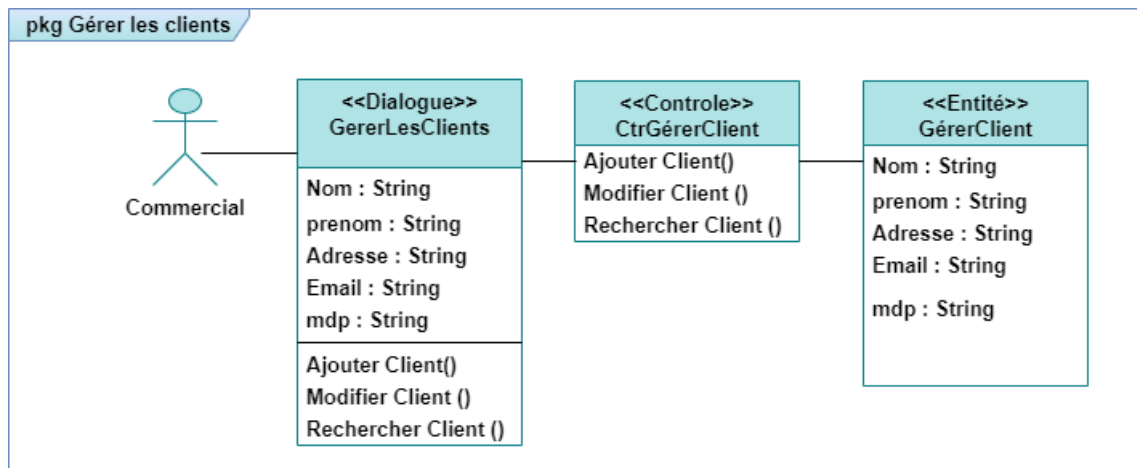 pkg Gérer les clients
Commercial
<<Dialogue>>
GererLesClients
Nom : String
prenom : String
Adresse : String
Email : String
mdp : String
Ajouter Client()
Modifier Client ()
Rechercher Client ()
<<Controle>>
CtrGérerClient
Ajouter Client()
Modifier Client ()
Rechercher Client ()
<<Entité>>
GérerClient
Nom : String
prenom : String
Adresse : String
Email : String
mdp : String